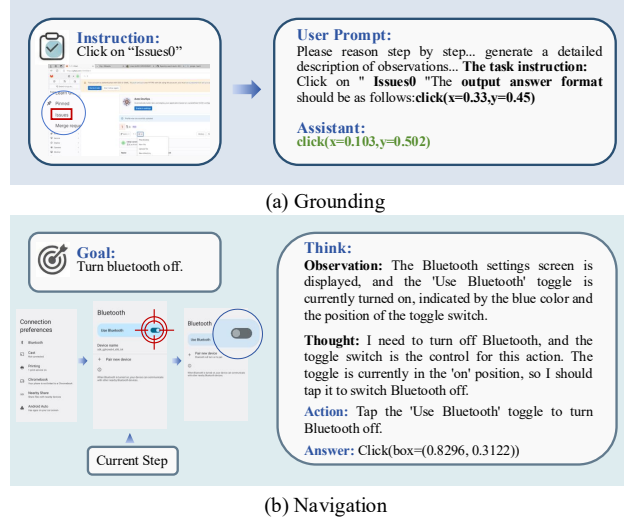 Instruction:
Click on “Issues0”
Pinned
Issues
Merge requ
User Prompt:
Please reason step by step... generate a detailed
description of observations... The task instruction:
Click on " Issues0 "The output answer format
should be as follows:click(x=0.33,y=0.45)
Assistant:
click(x=0.103,y=0.502)
(a) Grounding
Goal:
Turn bluetooth off.
Connection
preferences
Bluetooth
Cast
Printing
Chromebook
Nearby Share
Android Auto
Bluetooth
Use Bluetooth
Device name
+ Pair new device
Bluetooth
Use Bluetooth
+ Pair new device
Current Step
Think:
Observation: The Bluetooth settings screen is
displayed, and the 'Use Bluetooth' toggle is
currently turned on, indicated by the blue color and
the position of the toggle switch.
Thought: I need to turn off Bluetooth, and the
toggle switch is the control for this action. The
toggle is currently in the 'on' position, so I should
tap it to switch Bluetooth off.
Action: Tap the 'Use Bluetooth' toggle to turn
Bluetooth off.
Answer: Click(box=(0.8296, 0.3122))
(b) Navigation